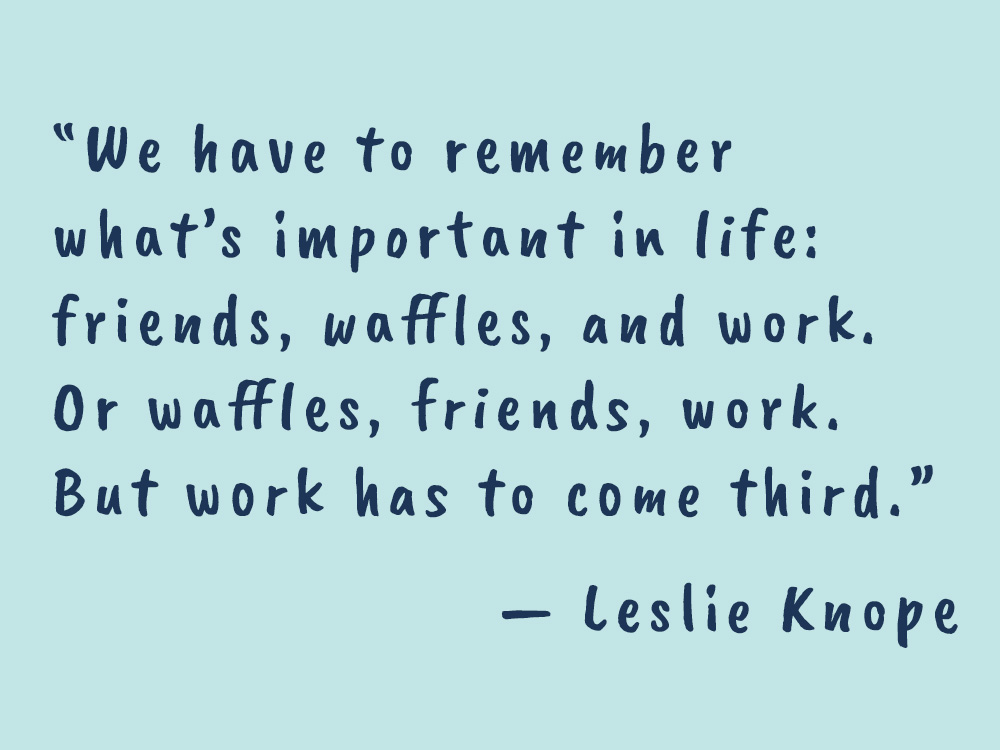 “We have to remember
what’s important in life:
friends, waffles, and work.
Or waffles, friends, work.
But work has to come third.”
— Leslie Knope